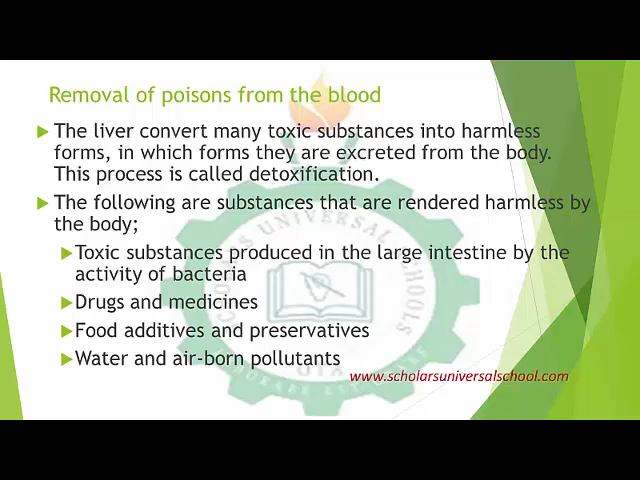 Removal of poisons from the blood
The liver convert many toxic substances into harmless
forms, in which forms they are excreted from the body.
This process is called detoxification.
The following are substances that are rendered harmless by
the body;
Toxic substances produced in the large intestine by the
activity of bacteria
Drugs and medicines
Food additives and preservatives
Water and air-born pollutants
www.scholarsuniversalschool.com
UNIVERSAL SCHOOLS